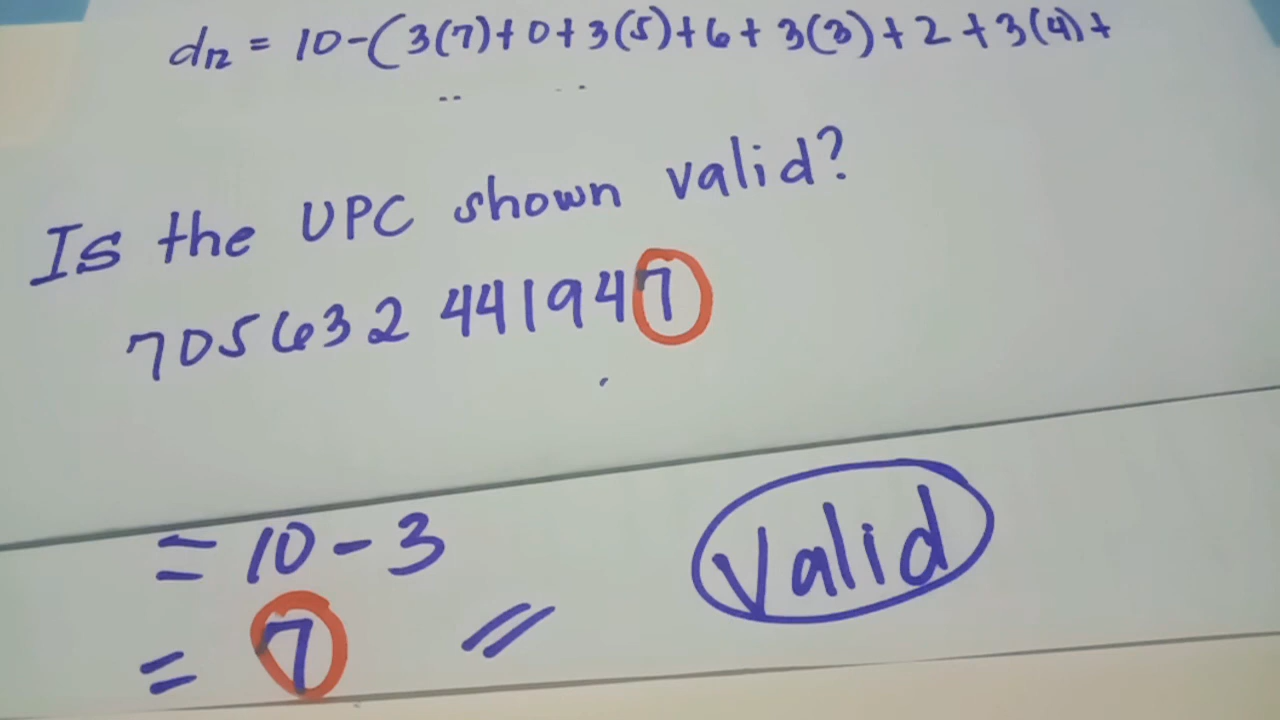 d12 = 10-(3(7)+0+3(5)+6+3(3)+2+3(4)+
Is the UPC shown valid?
705632 441947
= 10-3
= 7
Valid